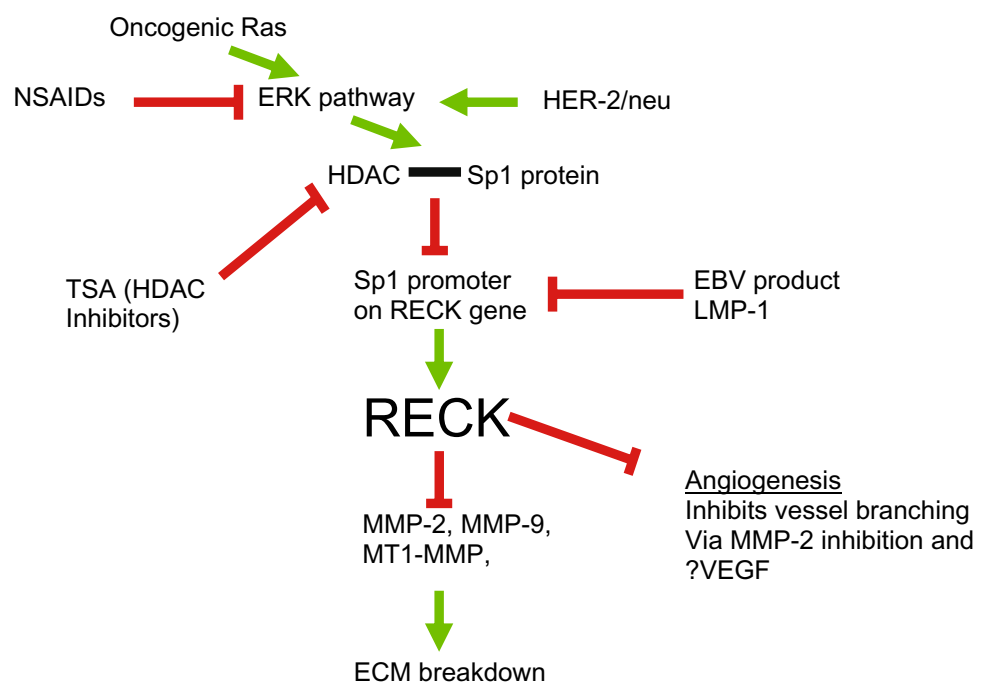 Oncogenic Ras
NSAIDs
ERK pathway
HER-2/neu
HDAC
Sp1 protein
TSA (HDAC
Inhibitors)
Sp1 promoter
on RECK gene
EBV product
LMP-1
RECK
Angiogenesis
Inhibits vessel branching
Via MMP-2 inhibition and
?VEGF
MMP-2, MMP-9,
MT1-MMP,
ECM breakdown